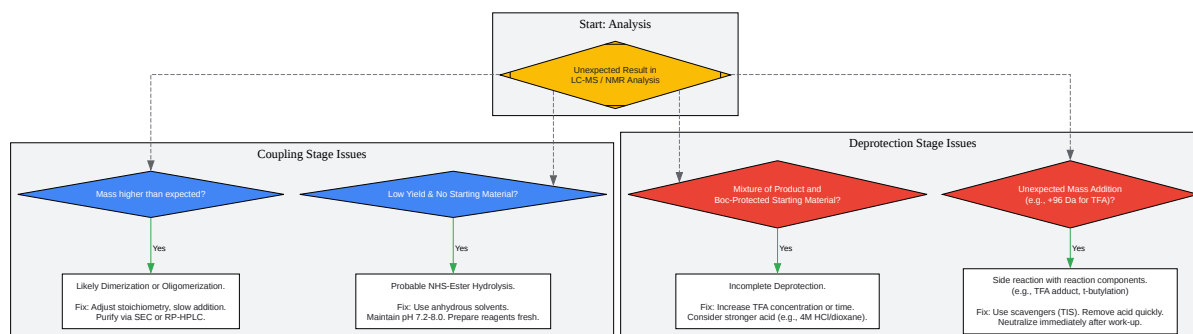 Start: Analysis
Unexpected Result in
LC-MS / NMR Analysis
Coupling Stage Issues
Mass higher than expected?
Low Yield & No Starting Material?
Yes
Yes
Likely Dimerization or Oligomerization.
Fix: Adjust stoichiometry, slow addition.
Purify via SEC or RP-HPLC.
Probable NHS-Ester Hydrolysis.
Fix: Use anhydrous solvents.
Maintain pH 7.2-8.0. Prepare reagents fresh.
Deprotection Stage Issues
Mixture of Product and
Boc-Protected Starting Material?
Unexpected Mass Addition
(e.g., +96 Da for TFA)?
Yes
Yes
Incomplete Deprotection.
Fix: Increase TFA concentration or time.
Consider stronger acid (e.g., 4M HCl/dioxane).
Side reaction with reaction components.
(e.g., TFA adduct, t-butylation)
Fix: Use scavengers (TIS). Remove acid quickly.
Neutralize immediately after work-up.